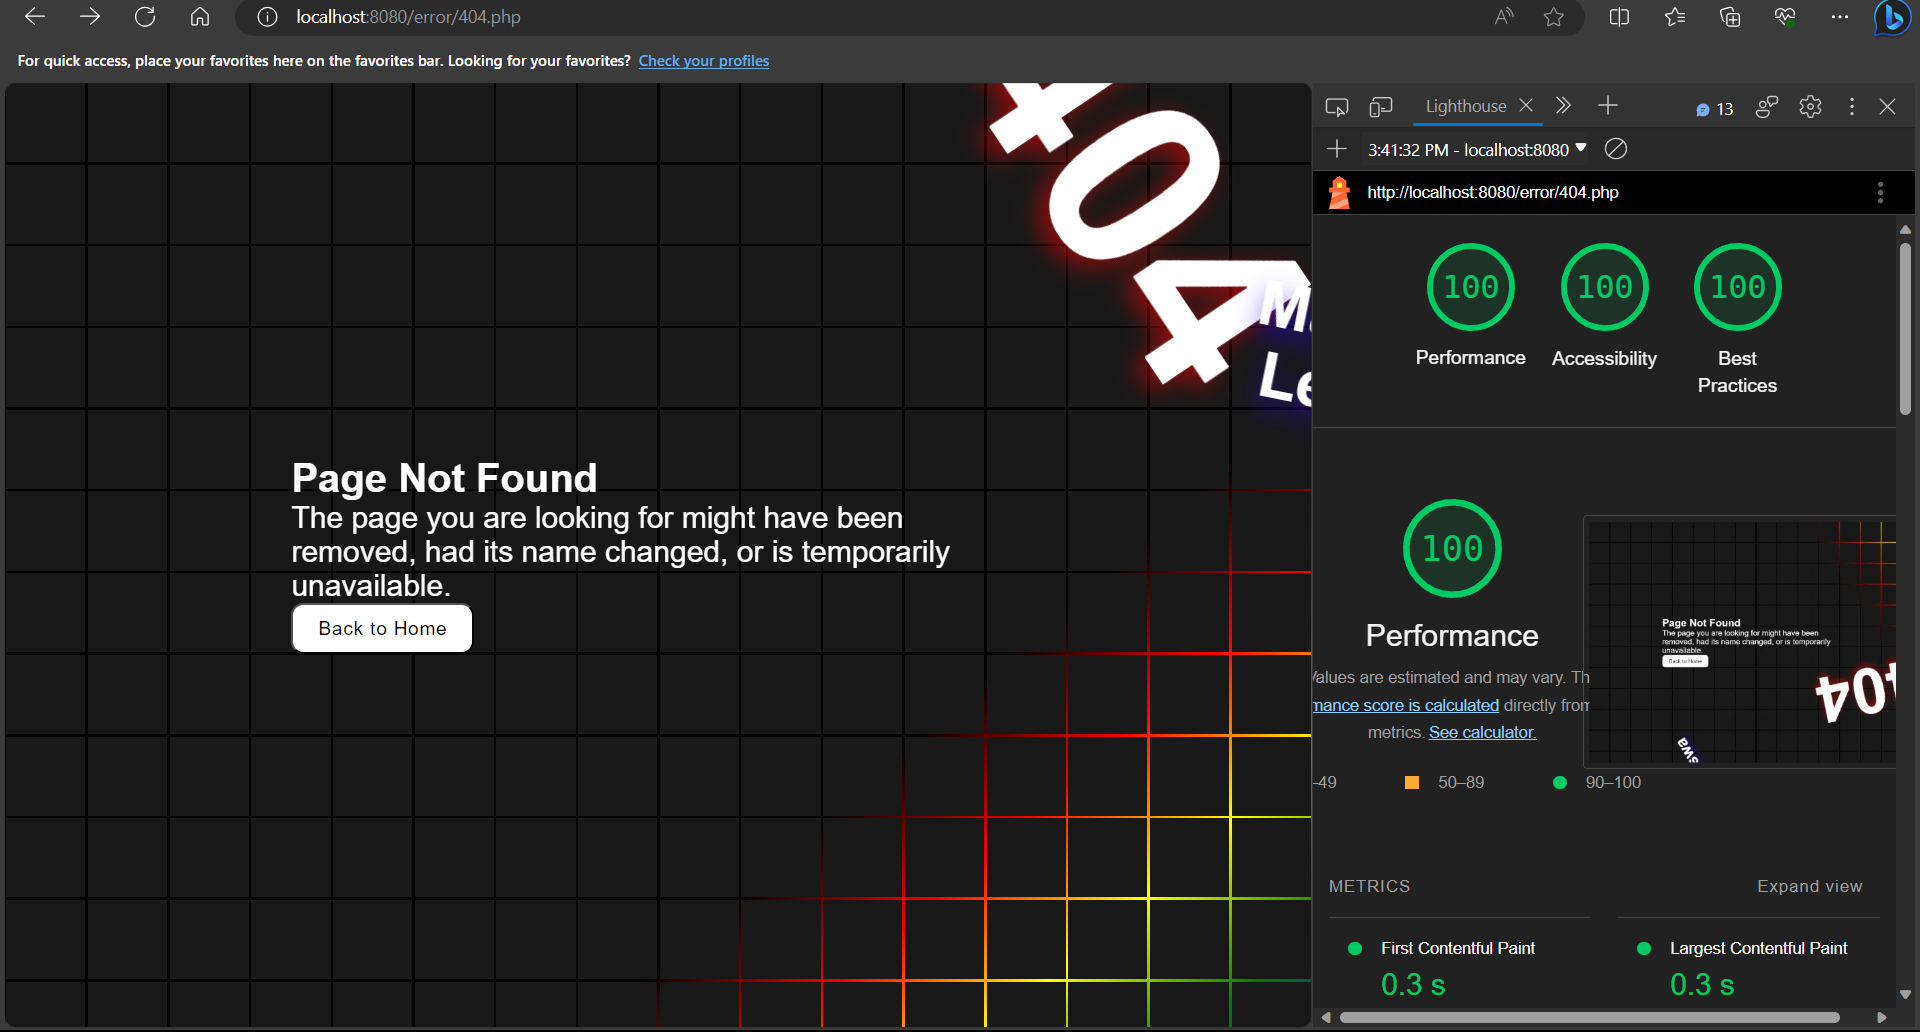 localhost:8080/error/404.php
For quick access, place your favorites here on the favorites bar. Looking for your favorites? Check your profiles
404
Page Not Found
The page you are looking for might have been
removed, had its name changed, or is temporarily
unavailable.
Back to Home
Lighthouse
13
3:41:32 PM - localhost:8080
http://localhost:8080/error/404.php
100
100
100
Performance
Accessibility
Best
Practices
100
Performance
Values are estimated and may vary. Th
mance score is calculated directly from
metrics. See calculator.
–49
50–89
90–100
Page Not Found
The page you are looking for might have been
removed, had its name changed, or is temporarily
unavailable.
Back to Home
404
METRICS
Expand view
First Contentful Paint
0.3 s
Largest Contentful Paint
0.3 s